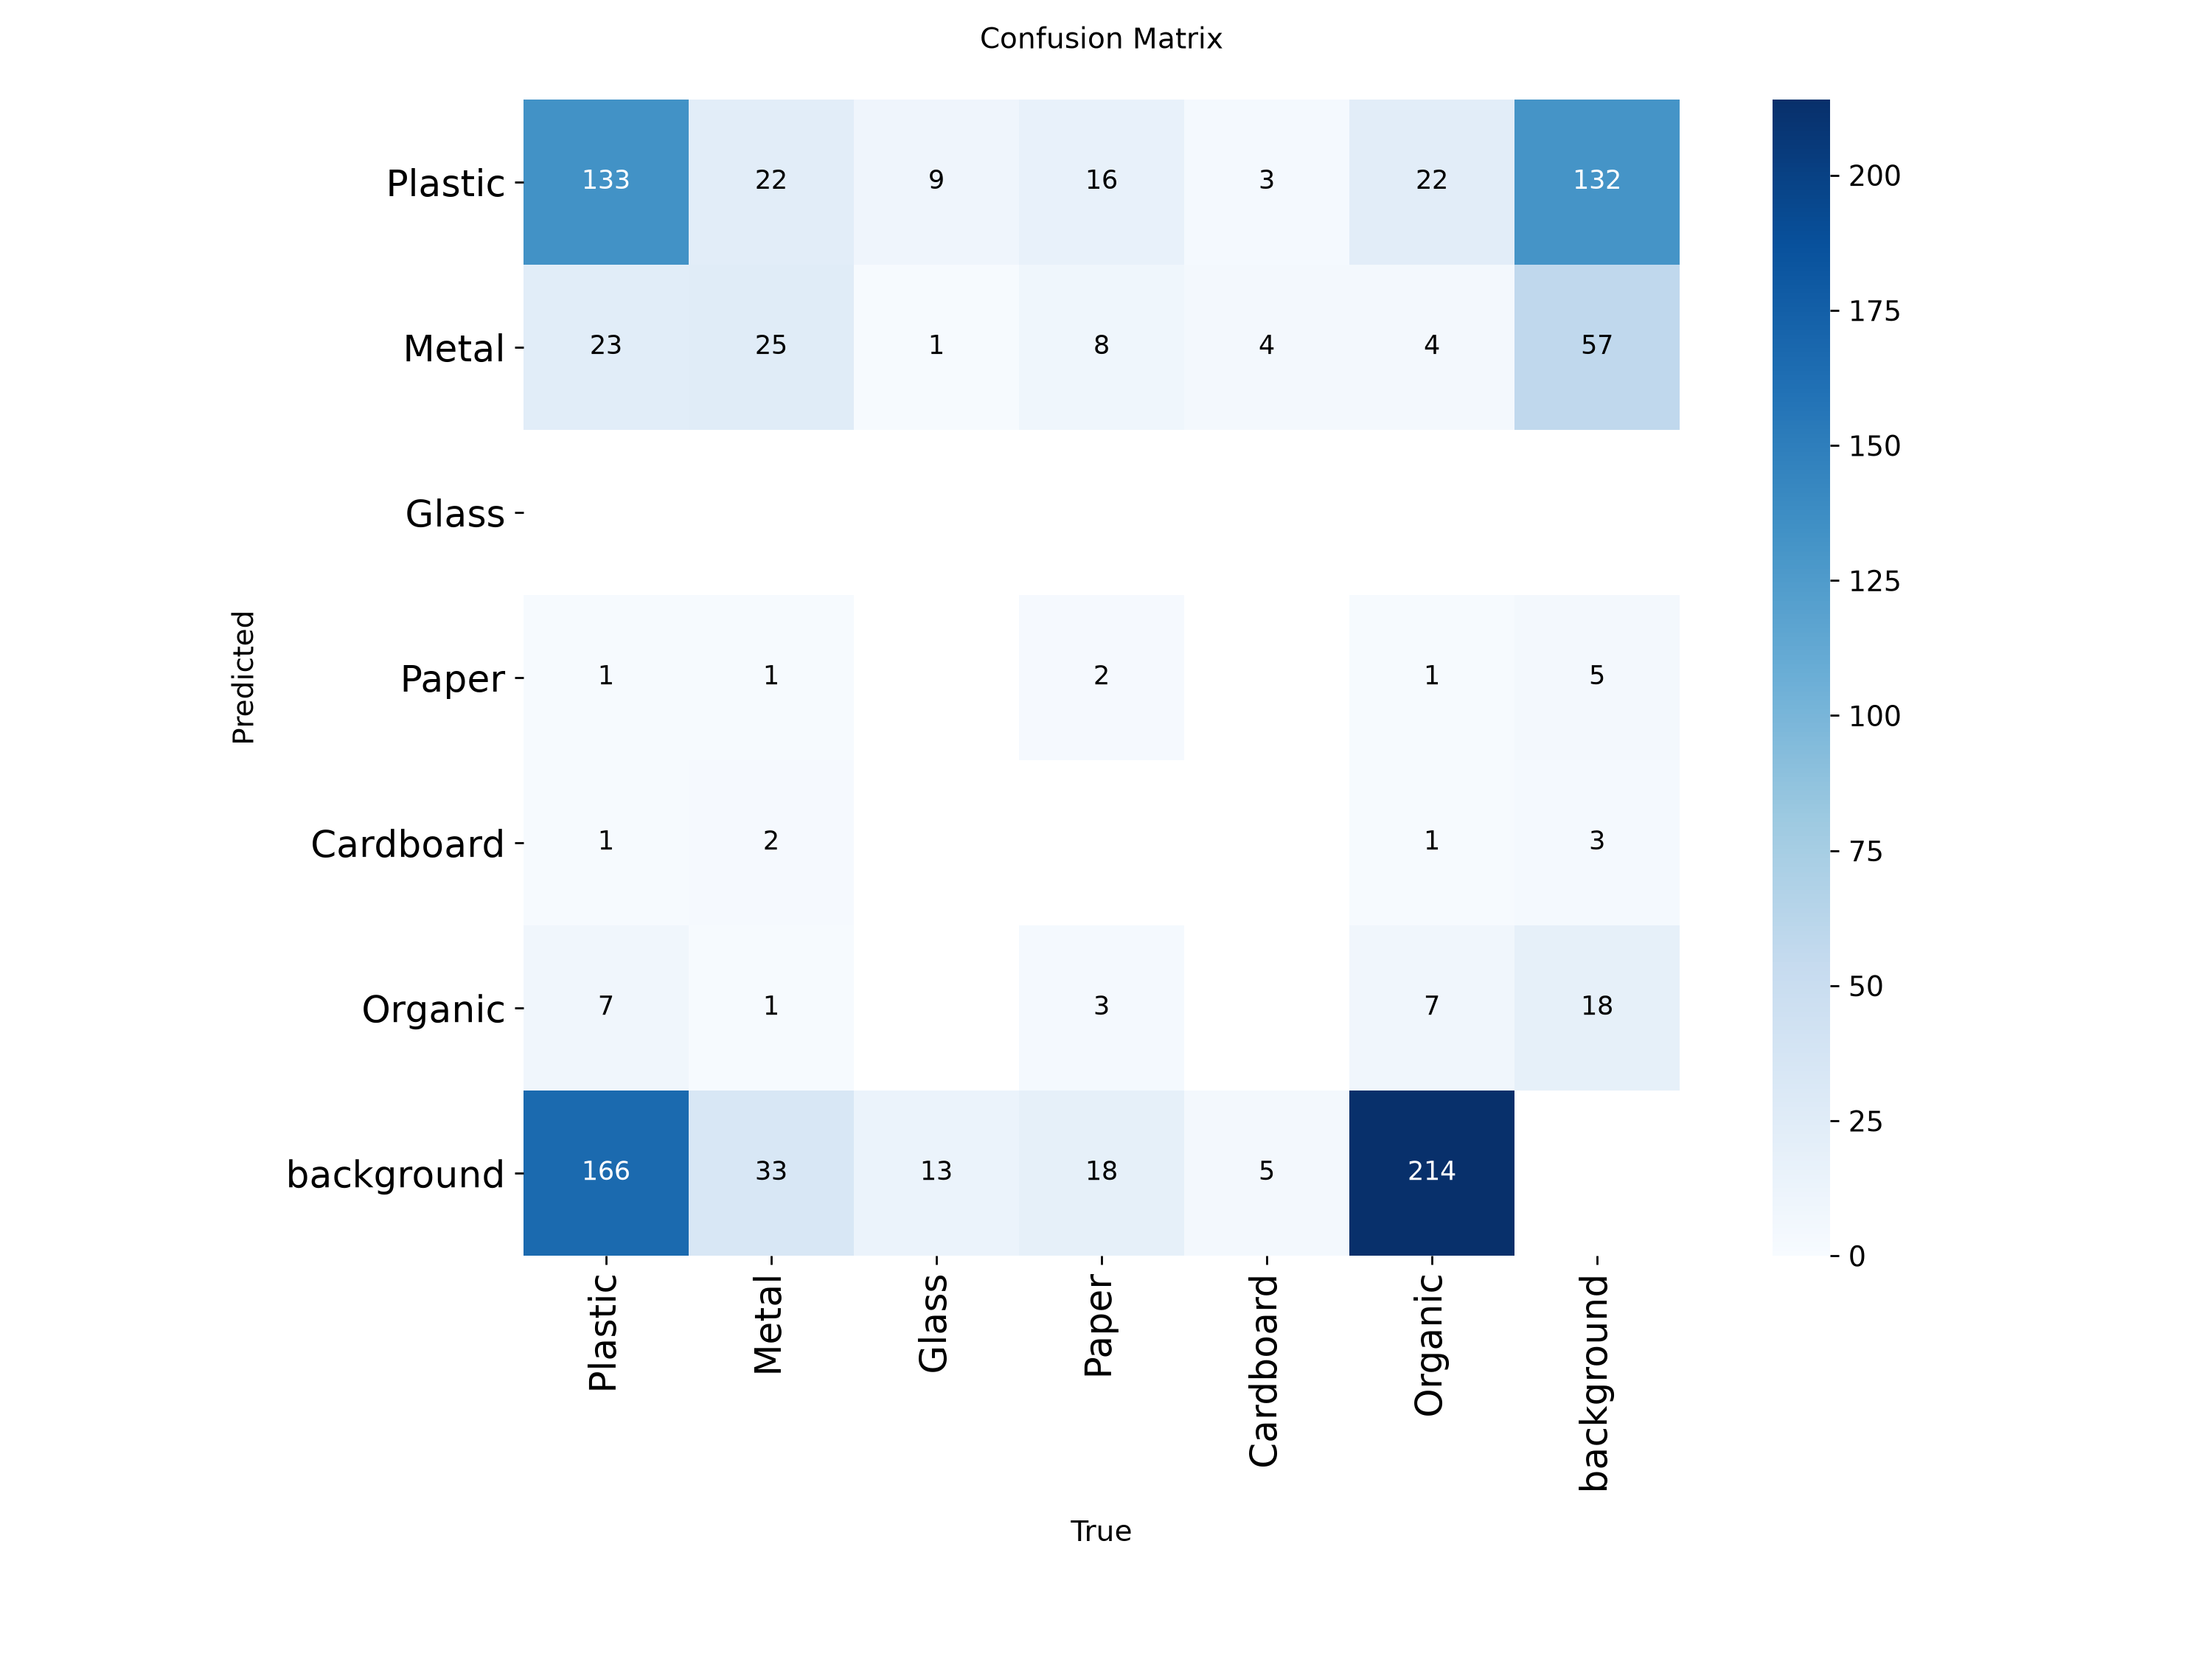 Confusion Matrix
Plastic 133 22 9 16 3 22 132
Metal 23 25 1 8 4 4 57
Glass
Paper 1 1 2 1 5
Cardboard 1 2 1 3
Organic 7 1 3 7 18
background 166 33 13 18 5 214
Plastic Metal Glass Paper Cardboard Organic background
True
Predicted
200
175
150
125
100
75
50
25
0